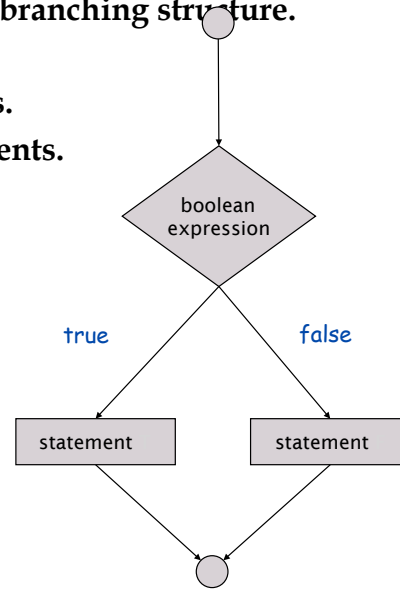 branching structure.
s.
ents.
boolean
expression
true false
statement statement